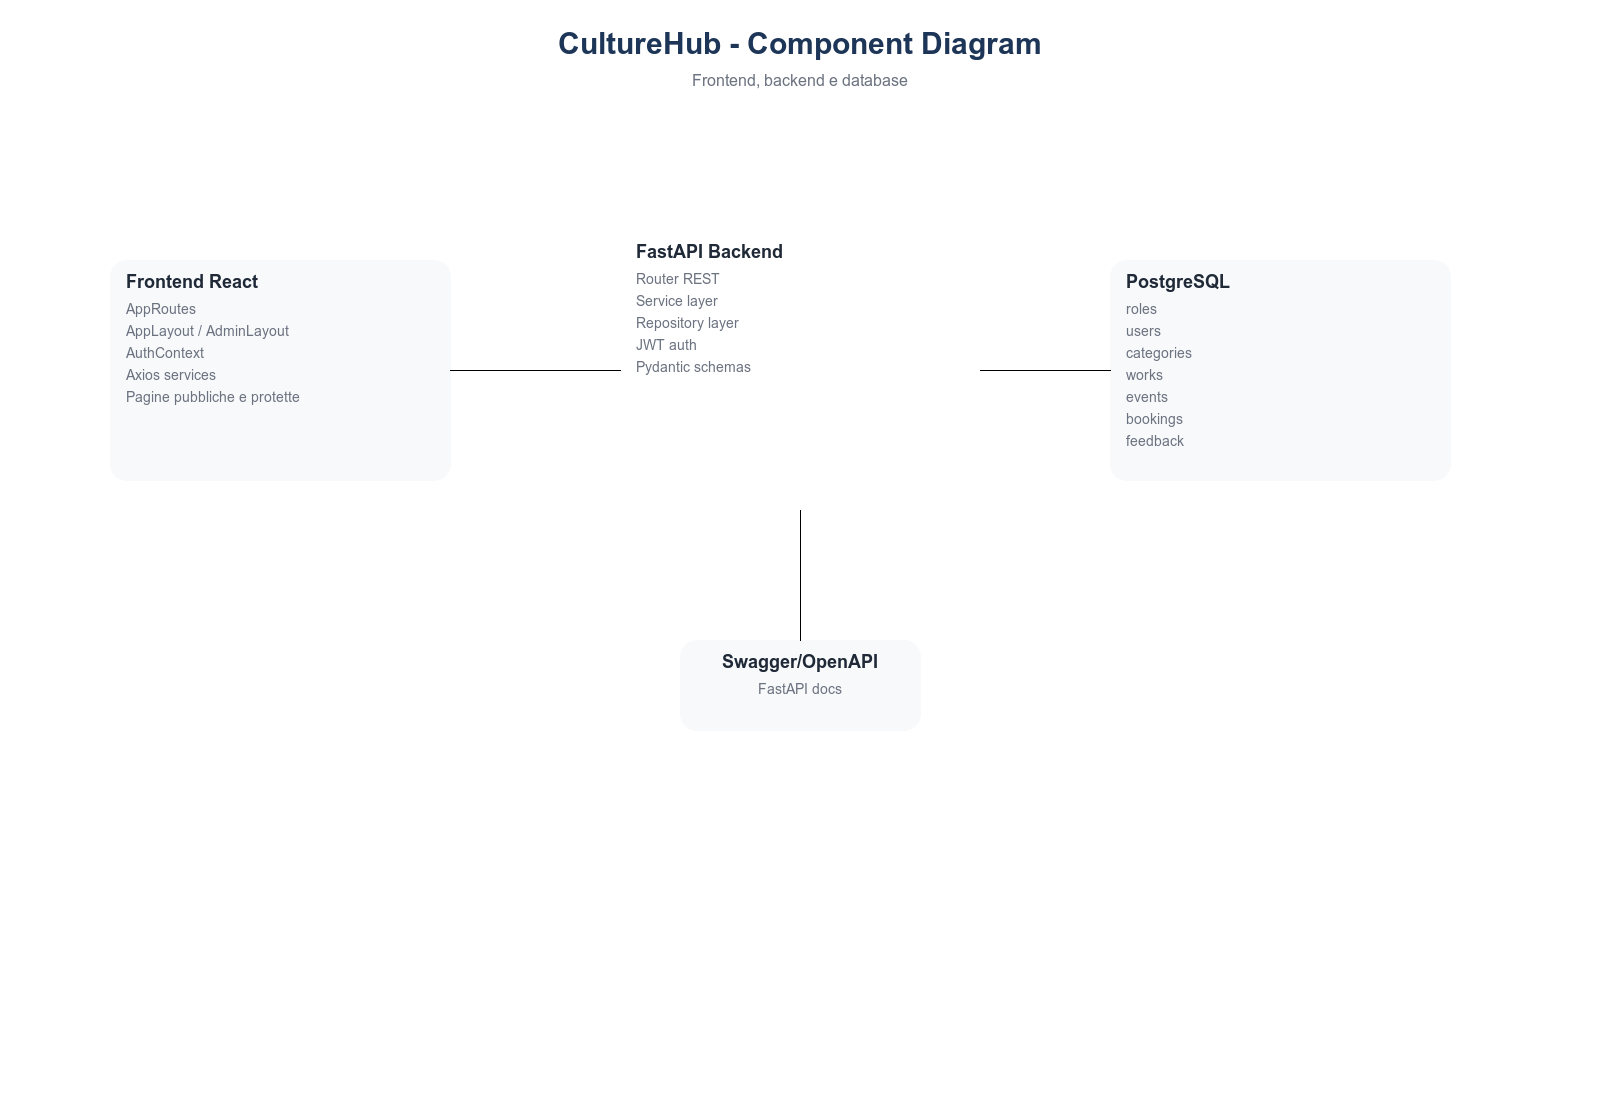 CultureHub - Component Diagram
Frontend, backend e database
Frontend React
AppRoutes
AppLayout / AdminLayout
AuthContext
Axios services
Pagine pubbliche e protette
FastAPI Backend
Router REST
Service layer
Repository layer
JWT auth
Pydantic schemas
PostgreSQL
roles
users
categories
works
events
bookings
feedback
Swagger/OpenAPI
FastAPI docs